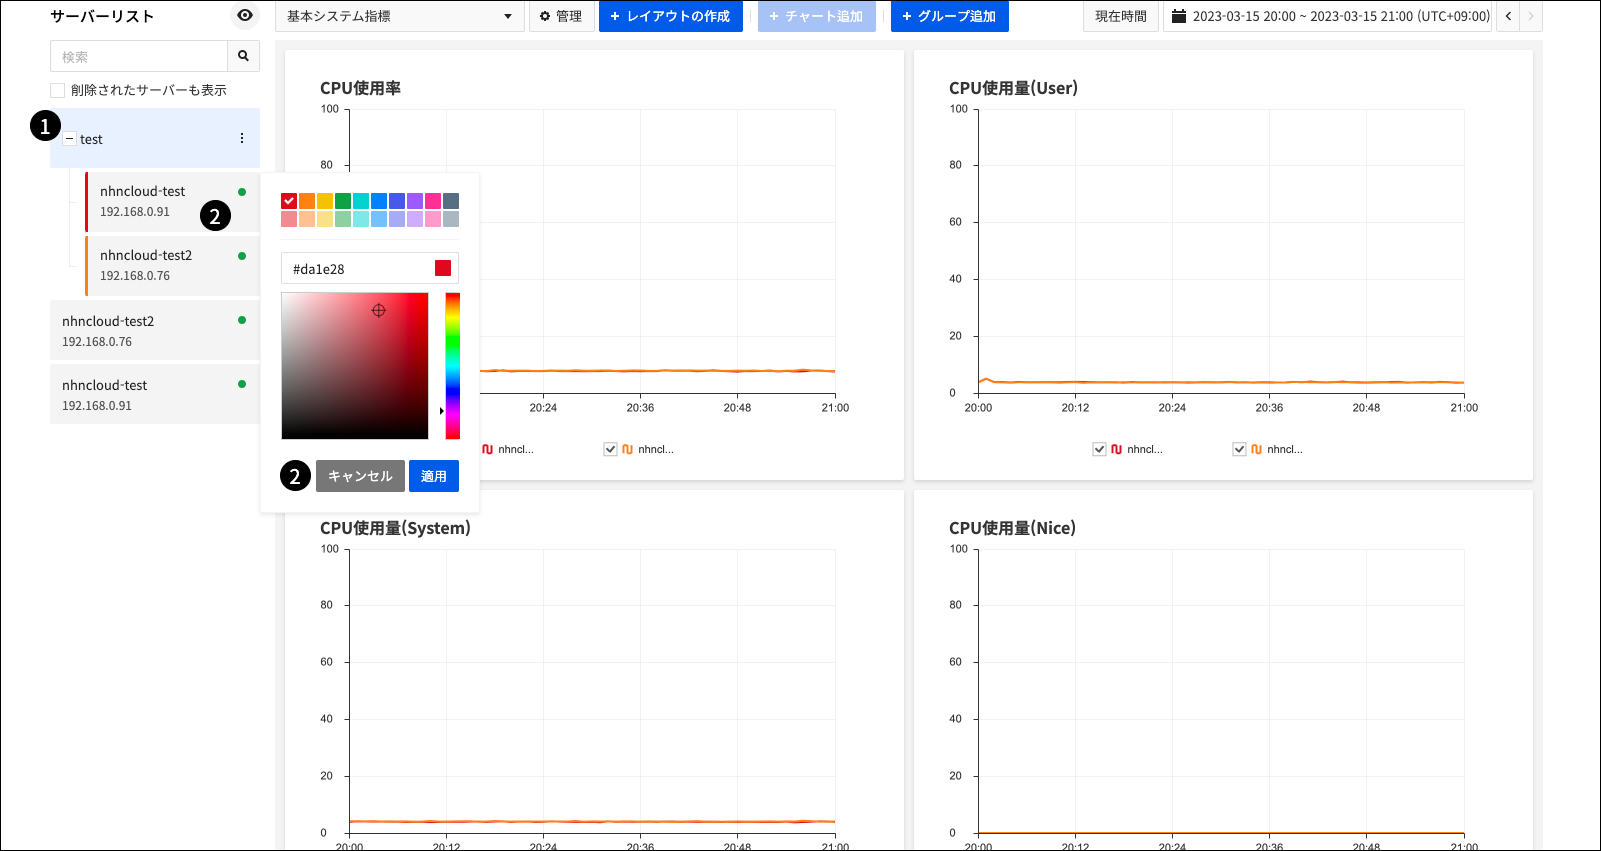 サーバーリスト
基本システム指標
管理
+ レイアウトの作成
+ チャート追加
+ グループ追加
現在時間
2023-03-15 20:00 ~ 2023-03-15 21:00 (UTC+09:00)
検索
削除されたサーバーも表示
1
test
nhncloud-test
192.168.0.91
2
nhncloud-test2
192.168.0.76
nhncloud-test2
192.168.0.76
nhncloud-test
192.168.0.91
#da1e28
2
キャンセル
適用
CPU使用率
100
80
20:24
20:36
20:48
21:00
nhncl...
nhncl...
CPU使用量(User)
100
80
60
40
20
0
20:00
20:12
20:24
20:36
20:48
21:00
nhncl...
nhncl...
CPU使用量(System)
100
80
60
40
20
0
20:00
20:12
20:24
20:36
20:48
21:00
CPU使用量(Nice)
100
80
60
40
20
0
20:00
20:12
20:24
20:36
20:48
21:00